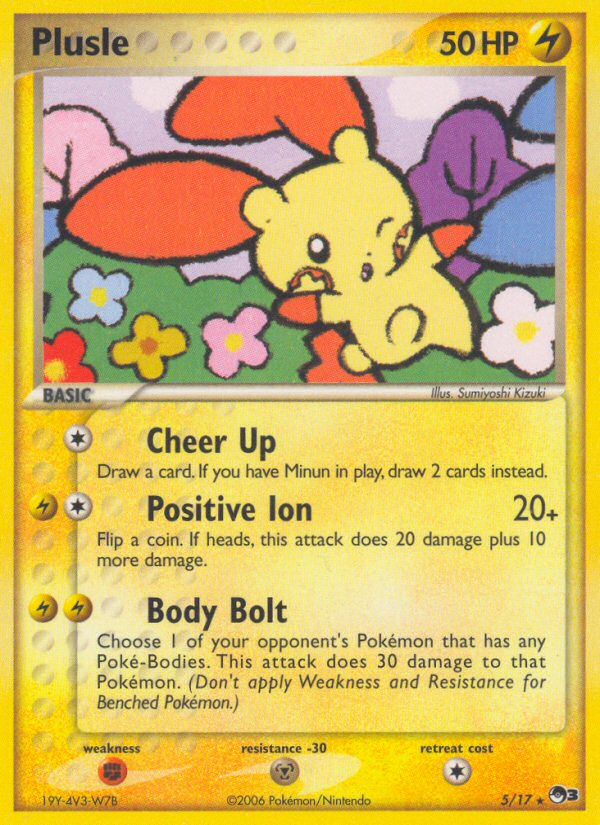 Plusle 50 HP
BASIC Illus. Sumiyoshi Kizuki
Cheer Up
Draw a card. If you have Minun in play, draw 2 cards instead.
Positive Ion 20+
Flip a coin. If heads, this attack does 20 damage plus 10
more damage.
Body Bolt
Choose 1 of your opponent's Pokémon that has any
Poké-Bodies. This attack does 30 damage to that
Pokémon. (Don't apply Weakness and Resistance for
Benched Pokémon.)
weakness resistance -30 retreat cost
19Y-4V3-W7B ©2006 Pokémon/Nintendo 5/17 ★ 3